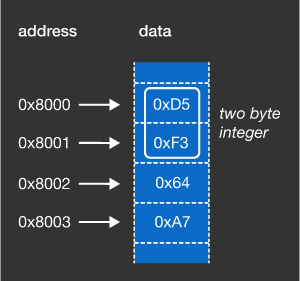 address data
0x8000 0xD5
0x8001 0xF3
two byte
integer
0x8002 0x64
0x8003 0xA7